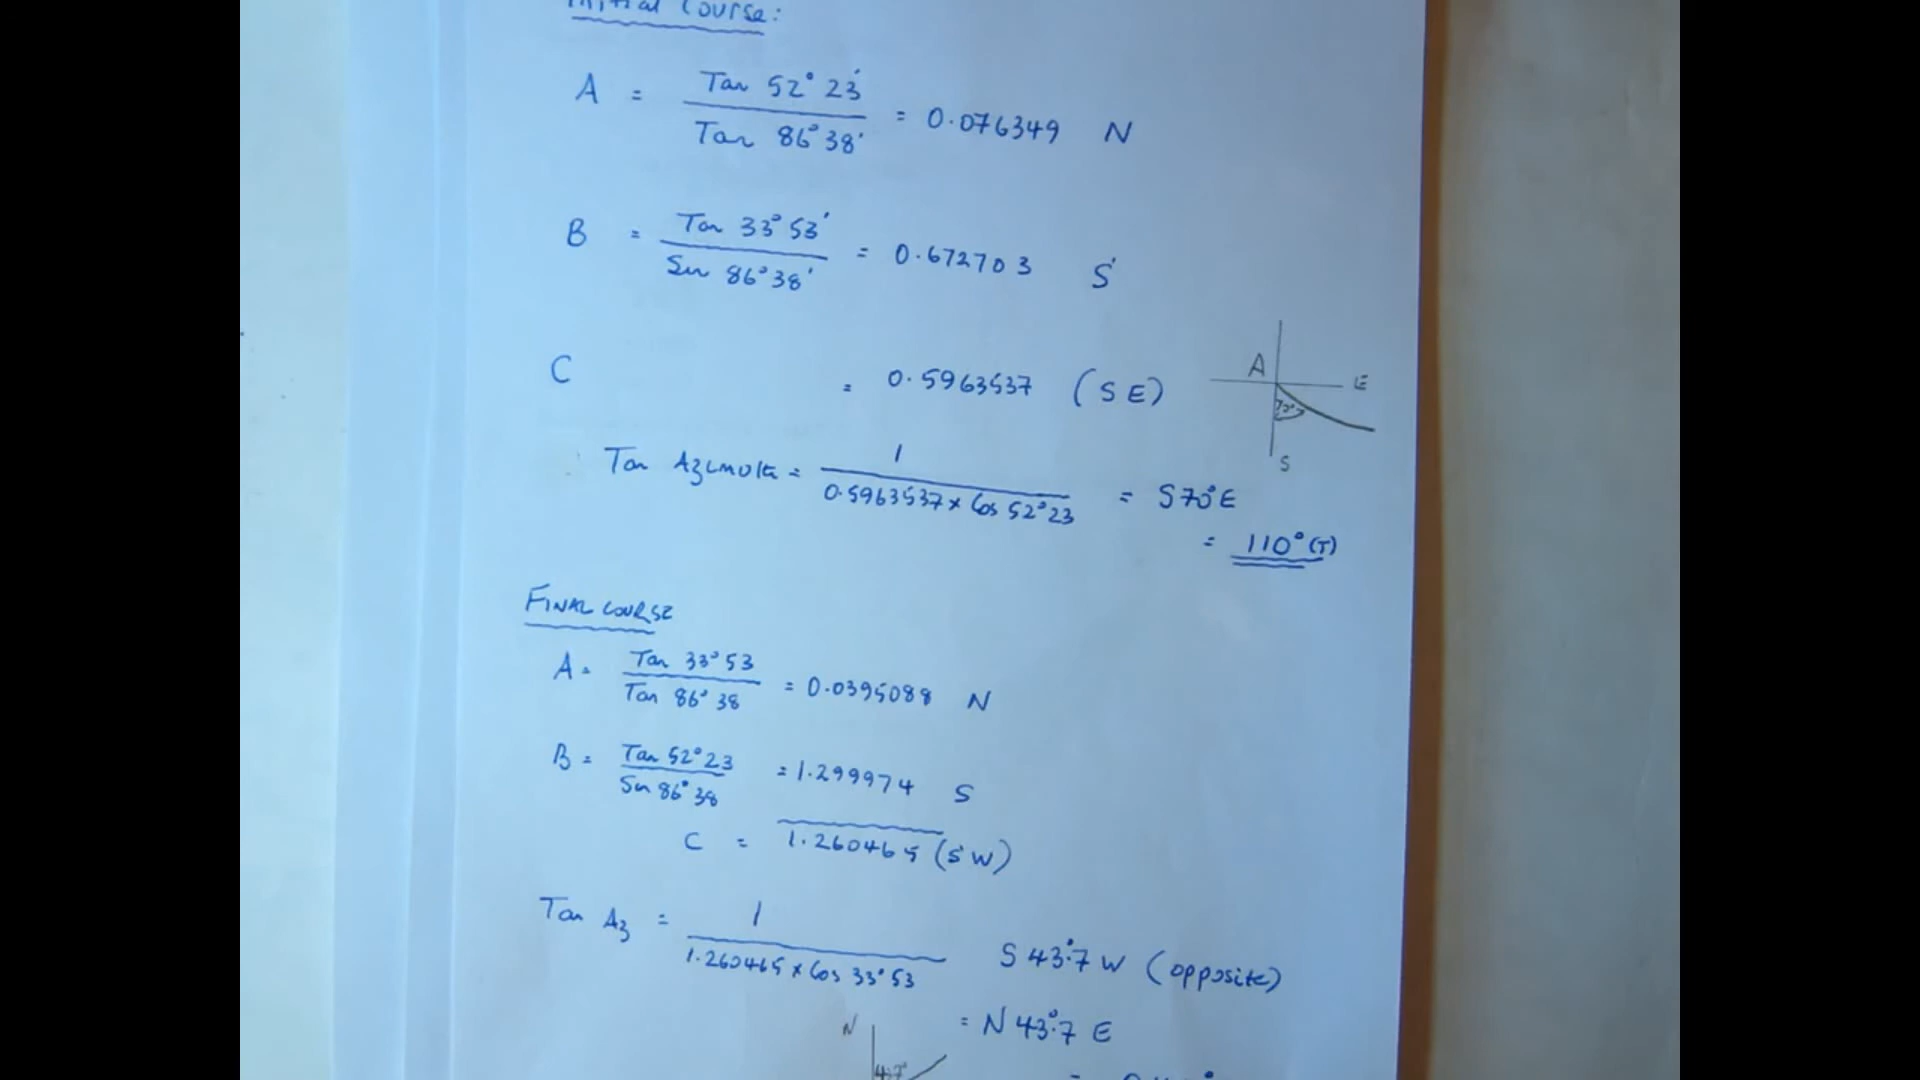 Initial Course:
A = Tan 52° 23' / Tan 86° 38' = 0.076349 N
B = Tan 33° 53' / Sin 86° 38' = 0.672703 S
C = 0.5963537 (S E)
A E
70°
S
Tan Azimuth = 1 / 0.5963537 x Cos 52° 23 = S 70° E
= 110° (T)
FINAL COURSE
A = Tan 33° 53 / Tan 86° 38 = 0.0395088 N
B = Tan 52° 23 / Sin 86° 38 = 1.299974 S
C = 1.260465 (S W)
Tan Az = 1 / 1.260465 x Cos 33° 53 S 43°.7 W (opposite)
= N 43°.7 E
N